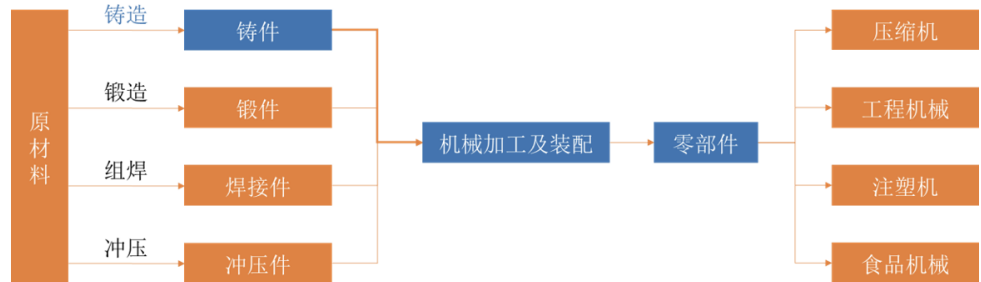 原材料
铸造
铸件
锻造
锻件
组焊
焊接件
冲压
冲压件
机械加工及装配
零部件
压缩机
工程机械
注塑机
食品机械